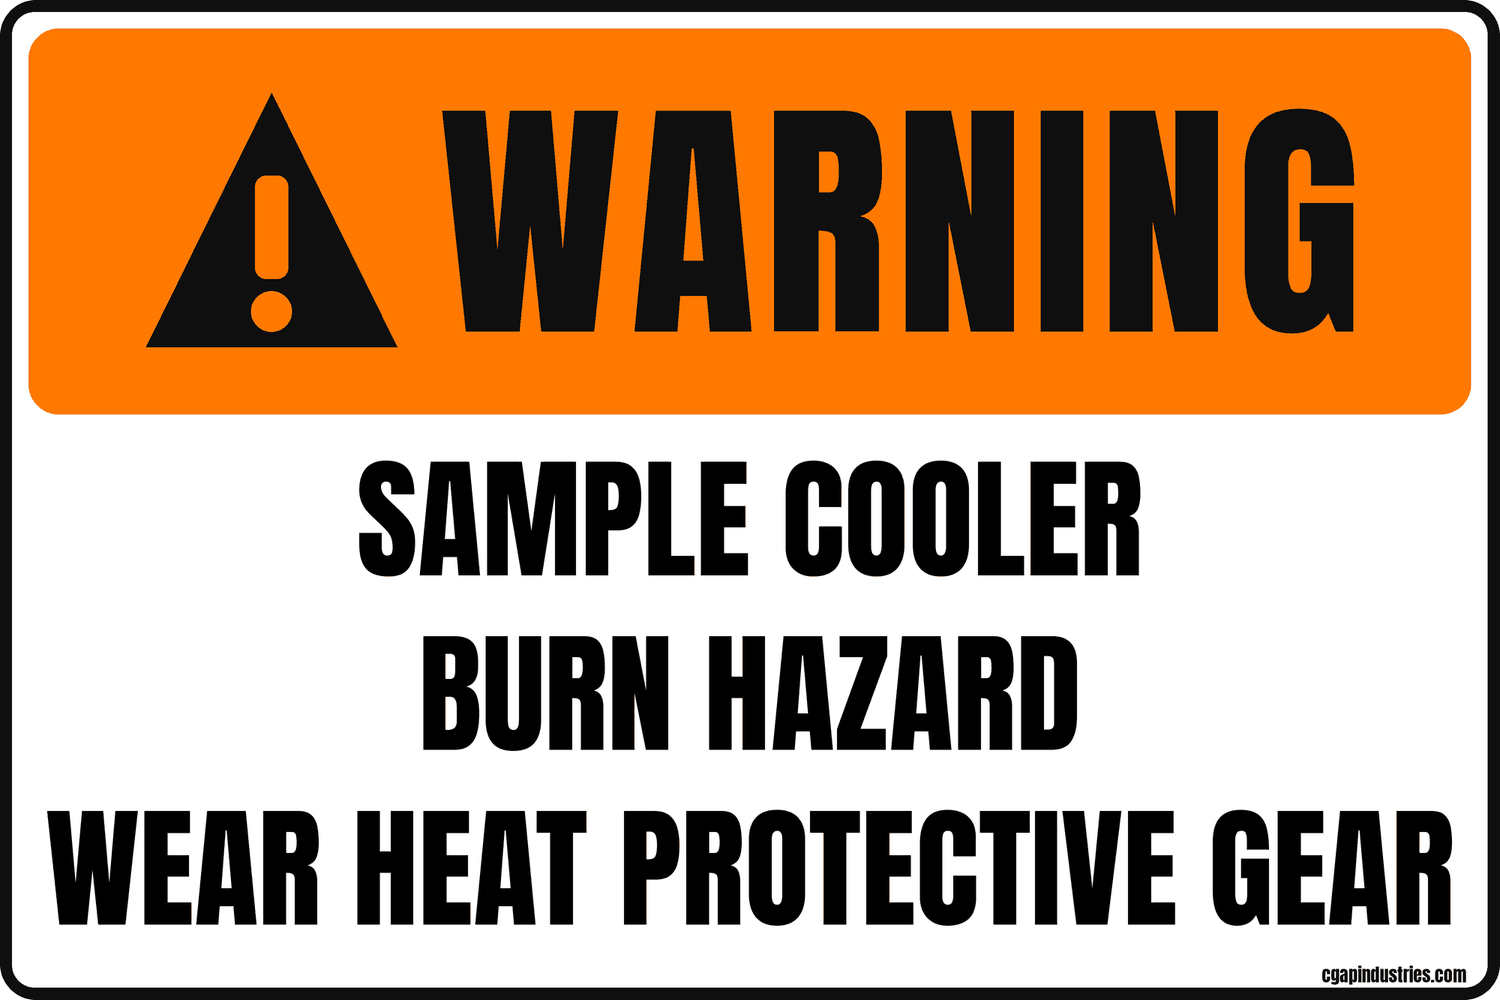 WARNING
SAMPLE COOLER
BURN HAZARD
WEAR HEAT PROTECTIVE GEAR
cgapindustries.com